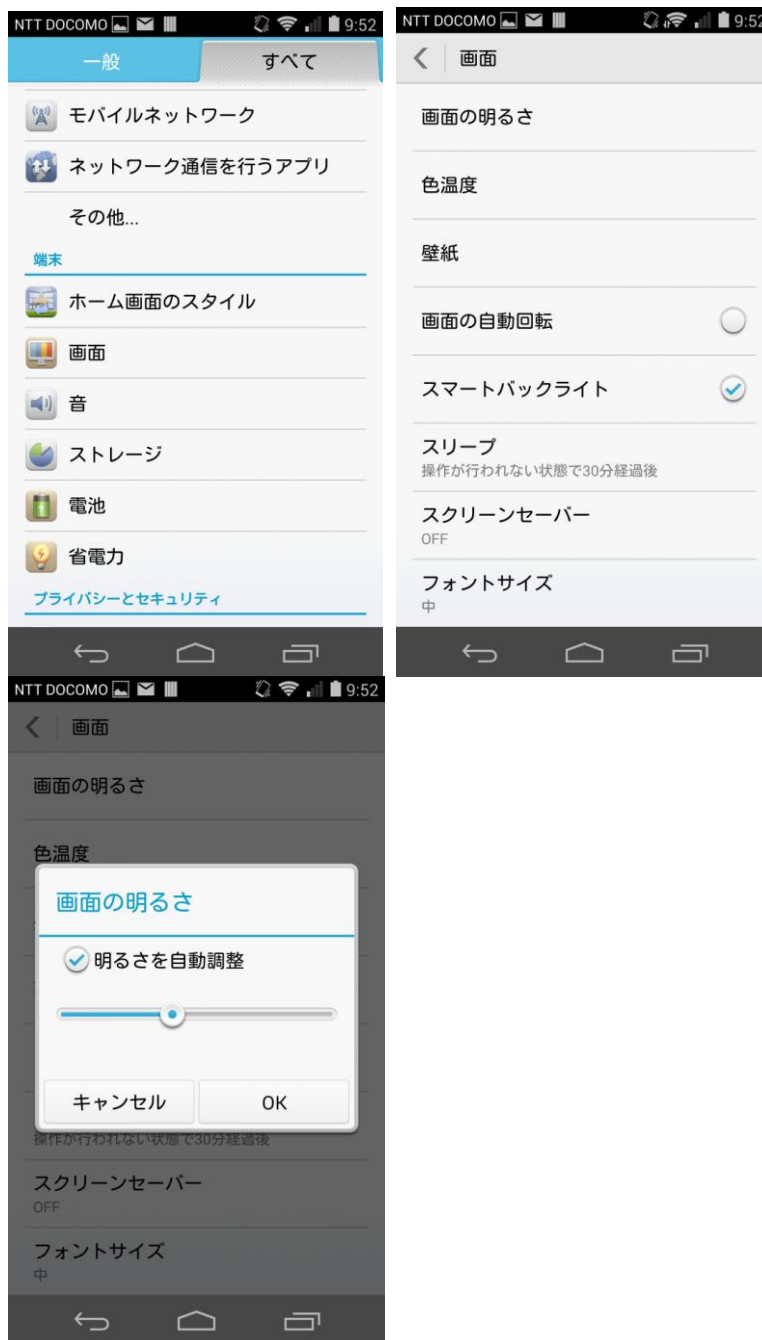 NTT DOCOMO 9:52
一般 すべて
モバイルネットワーク
ネットワーク通信を行うアプリ
その他...
端末
ホーム画面のスタイル
画面
音
ストレージ
電池
省電力
プライバシーとセキュリティ
NTT DOCOMO 9:52
画面
画面の明るさ
色温度
壁紙
画面の自動回転
スマートバックライト
スリープ
操作が行われない状態で30分経過後
スクリーンセーバー
OFF
フォントサイズ
中
NTT DOCOMO 9:52
画面
画面の明るさ
色温度
画面の明るさ
明るさを自動調整
キャンセル OK
操作が行われない状態で30分経過後
スクリーンセーバー
OFF
フォントサイズ
中